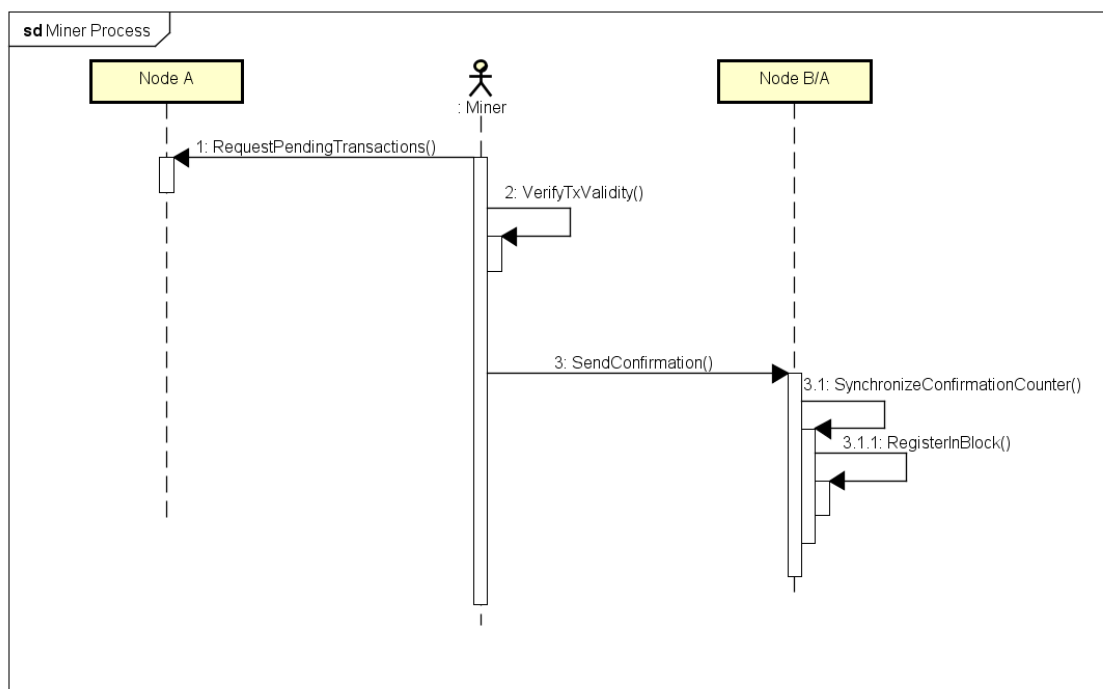 sd Miner Process
Node A
: Miner
Node B/A
1: RequestPendingTransactions()
2: VerifyTxValidity()
3: SendConfirmation()
3.1: SynchronizeConfirmationCounter()
3.1.1: RegisterInBlock()